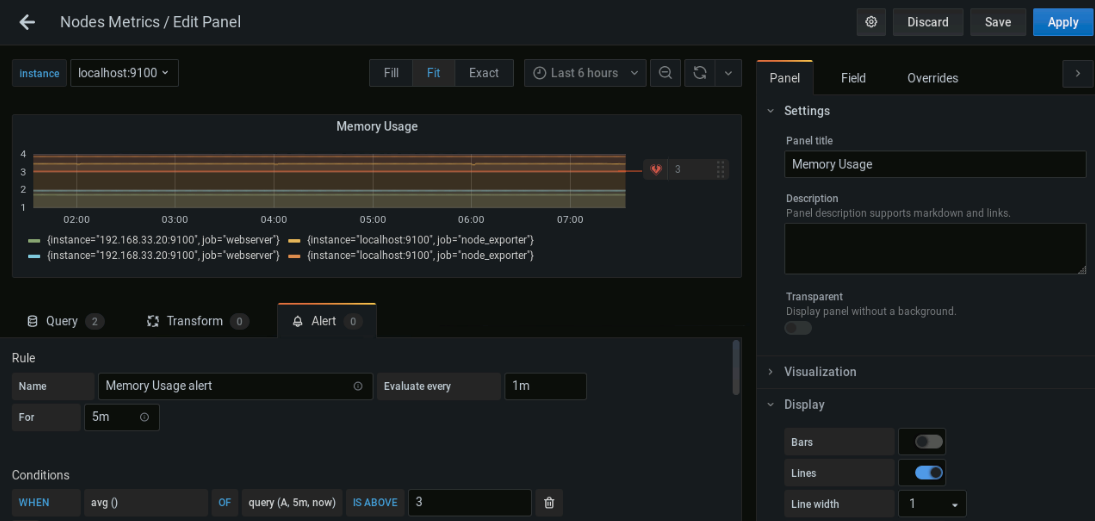 Nodes Metrics / Edit Panel
Discard
Save
Apply
instance
localhost:9100
Fill
Fit
Exact
Last 6 hours
Memory Usage
4
3
2
1
3
02:00 03:00 04:00 05:00 06:00 07:00
{instance="192.168.33.20:9100", job="webserver"} {instance="localhost:9100", job="node_exporter"}
{instance="192.168.33.20:9100", job="webserver"} {instance="localhost:9100", job="node_exporter"}
Query 2
Transform 0
Alert 0
Rule
Name Memory Usage alert Evaluate every 1m
For 5m
Conditions
WHEN avg () OF query (A, 5m, now) IS ABOVE 3
Panel Field Overrides
Settings
Panel title
Memory Usage
Description
Panel description supports markdown and links.
Transparent
Display panel without a background.
Visualization
Display
Bars
Lines
Line width 1